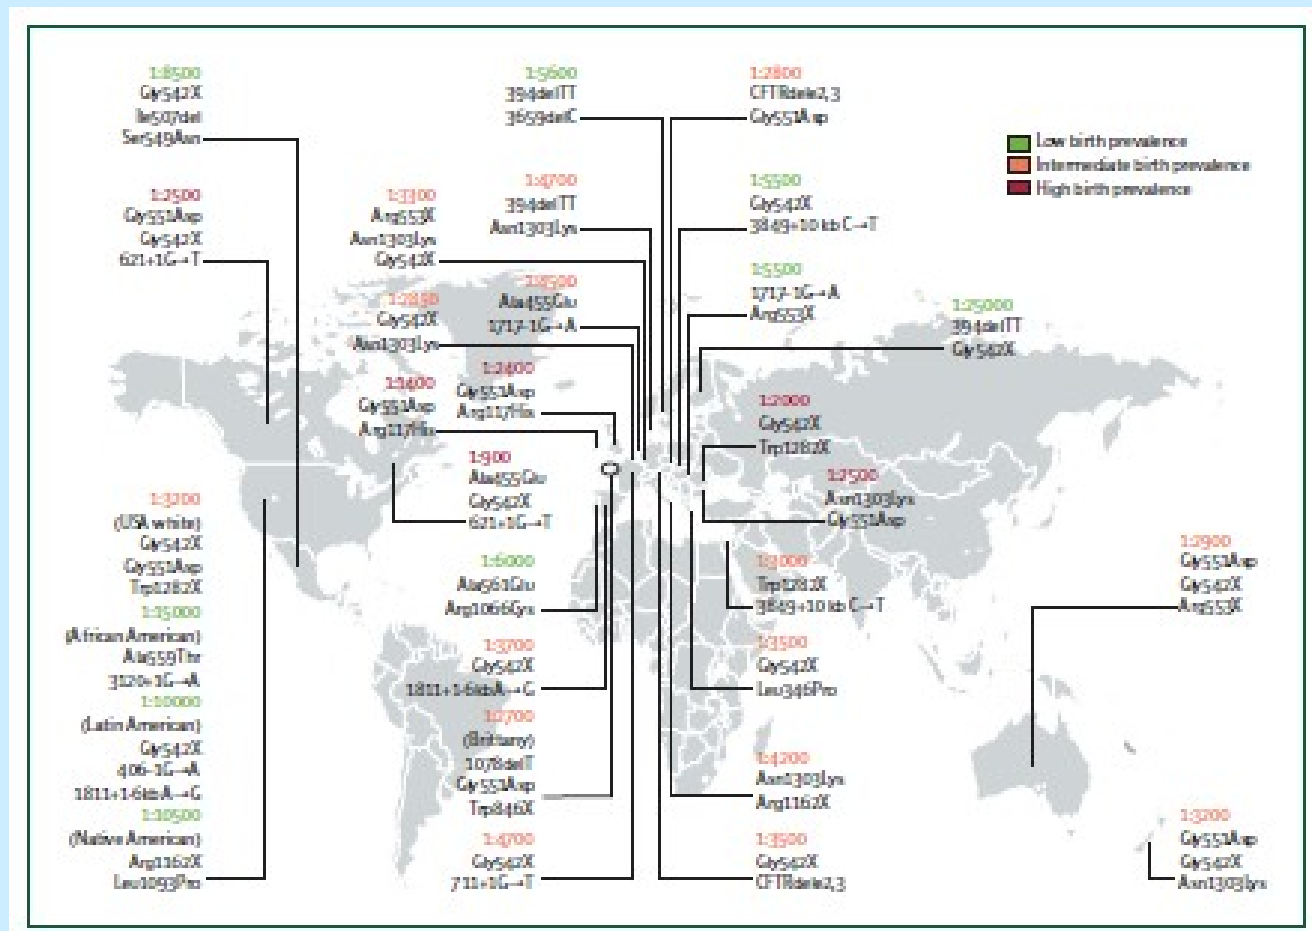 1:8500
Gly542X
Ile507del
Ser549Asn
1:2500
Gly551Asp
Gly542X
621+1G→T
1:3200
(USA white)
Gly542X
Gly551Asp
Trp1282X
1:15000
(African American)
Ala559Thr
3120+1G→A
1:10000
(Latin American)
Gly542X
406-1G→A
1811+1·6kbA→G
1:10500
(Native American)
Arg1162X
Leu1093Pro
1:3300
Arg553X
Asn1303Lys
Gly542X
Gly542X
Asn1303Lys
1:1400
Gly551Asp
Arg117His
1:5600
394delTT
3659delC
1:4700
394delTT
Asn1303Lys
Ala455Glu
1717-1G→A
1:2400
Gly551Asp
Arg117His
1:900
Ala455Glu
Gly542X
621+1G→T
1:6000
Ala561Glu
Arg1066Cys
1:3700
Gly542X
1811+1·6kbA→G
1:2700
(Brittany)
1078delT
Gly551Asp
Trp846X
1:4700
Gly542X
711+1G→T
1:2800
CFTRdele2,3
Gly551Asp
1:5500
Gly542X
3849+10 kb C→T
1:5500
1717-1G→A
Arg553X
1:25000
394delTT
Gly542X
1:2000
Gly542X
Trp1282X
1:2500
Asn1303Lys
Gly551Asp
1:3000
Trp1282X
3849+10 kb C→T
1:3500
Gly542X
Leu346Pro
1:4200
Asn1303Lys
Arg1162X
1:3500
Gly542X
CFTRdele2,3
Low birth prevalence
Intermediate birth prevalence
High birth prevalence
1:2900
Gly551Asp
Gly542X
Arg553X
1:3200
Gly551Asp
Gly542X
Asn1303Lys